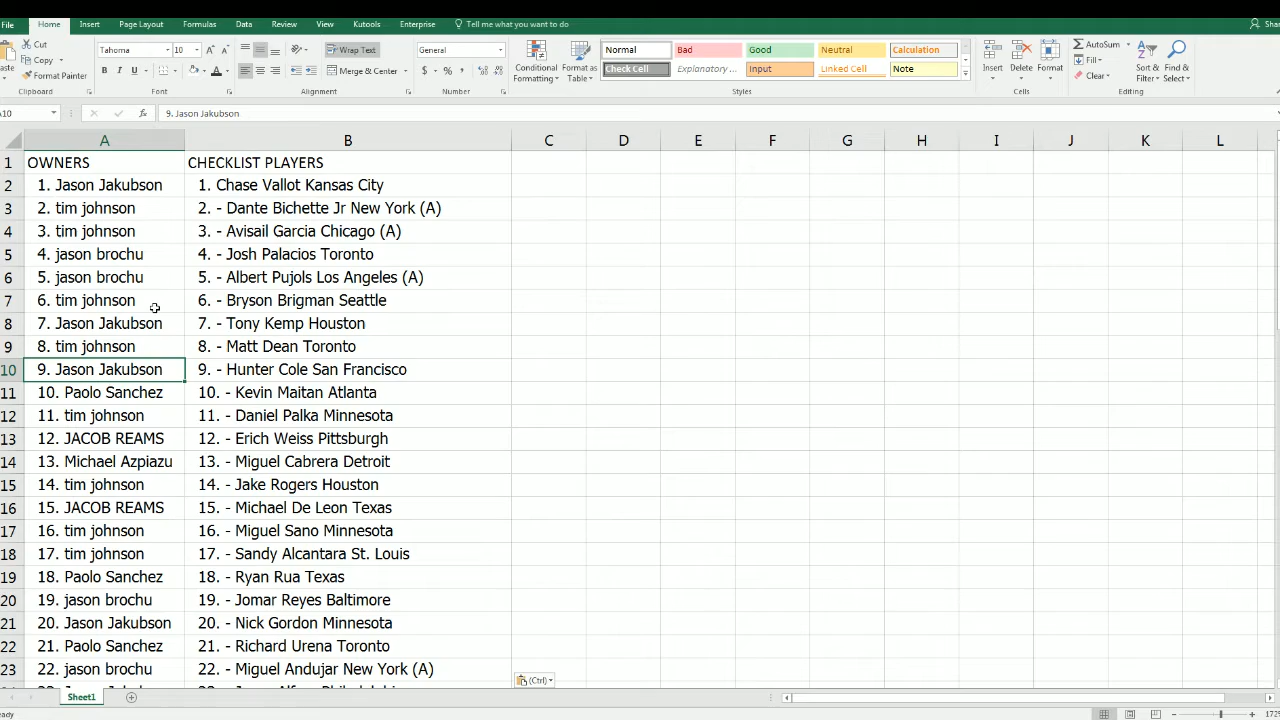 File Home Insert Page Layout Formulas Data Review View Kutools Enterprise Tell me what you want to do
Cut
Copy
Format Painter
Clipboard
Tahoma 10
B I U
Font
Wrap Text
Merge & Center
Alignment
General
$ % ,
Number
Conditional Formatting
Format as Table
Normal Bad Good Neutral Calculation
Check Cell Explanatory ... Input Linked Cell Note
Styles
Insert Delete Format
Cells
AutoSum
Fill
Clear
Sort & Filter
Find & Select
Editing
A10 fx 9. Jason Jakubson
A B C D E F G H I J K L
1 OWNERS CHECKLIST PLAYERS
2 1. Jason Jakubson 1. Chase Vallot Kansas City
3 2. tim johnson 2. - Dante Bichette Jr New York (A)
4 3. tim johnson 3. - Avisail Garcia Chicago (A)
5 4. jason brochu 4. - Josh Palacios Toronto
6 5. jason brochu 5. - Albert Pujols Los Angeles (A)
7 6. tim johnson 6. - Bryson Brigman Seattle
8 7. Jason Jakubson 7. - Tony Kemp Houston
9 8. tim johnson 8. - Matt Dean Toronto
10 9. Jason Jakubson 9. - Hunter Cole San Francisco
11 10. Paolo Sanchez 10. - Kevin Maitan Atlanta
12 11. tim johnson 11. - Daniel Palka Minnesota
13 12. JACOB REAMS 12. - Erich Weiss Pittsburgh
14 13. Michael Azpiazu 13. - Miguel Cabrera Detroit
15 14. tim johnson 14. - Jake Rogers Houston
16 15. JACOB REAMS 15. - Michael De Leon Texas
17 16. tim johnson 16. - Miguel Sano Minnesota
18 17. tim johnson 17. - Sandy Alcantara St. Louis
19 18. Paolo Sanchez 18. - Ryan Rua Texas
20 19. jason brochu 19. - Jomar Reyes Baltimore
21 20. Jason Jakubson 20. - Nick Gordon Minnesota
22 21. Paolo Sanchez 21. - Richard Urena Toronto
23 22. jason brochu 22. - Miguel Andujar New York (A)
(Ctrl)
Sheet1